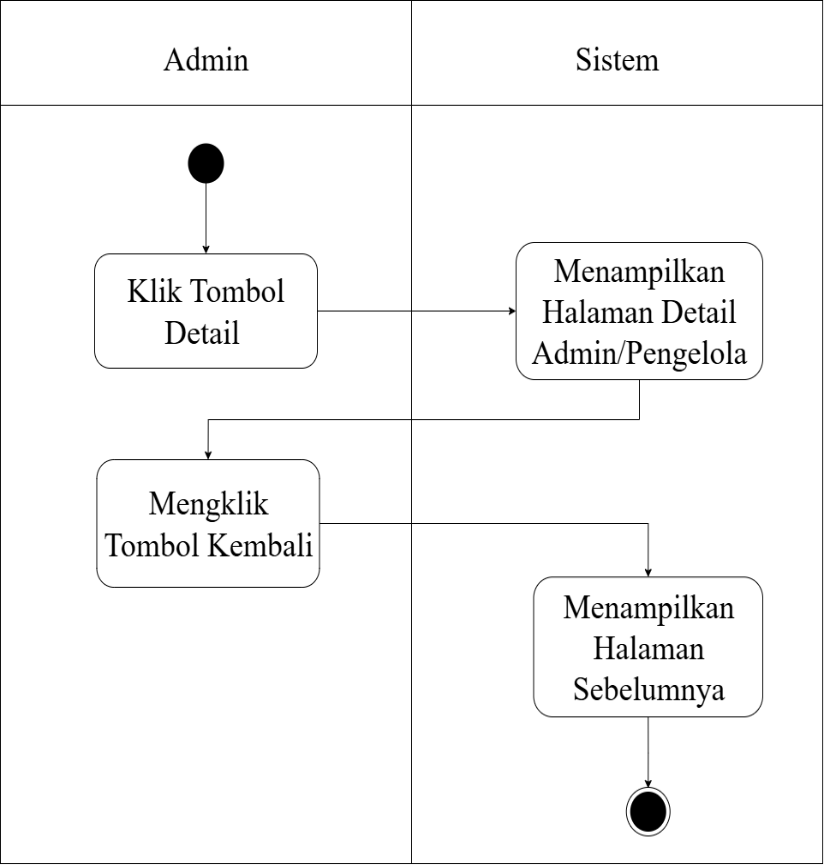 Admin
Sistem
Klik Tombol
Detail
Menampilkan
Halaman Detail
Admin/Pengelola
Mengklik
Tombol Kembali
Menampilkan
Halaman
Sebelumnya